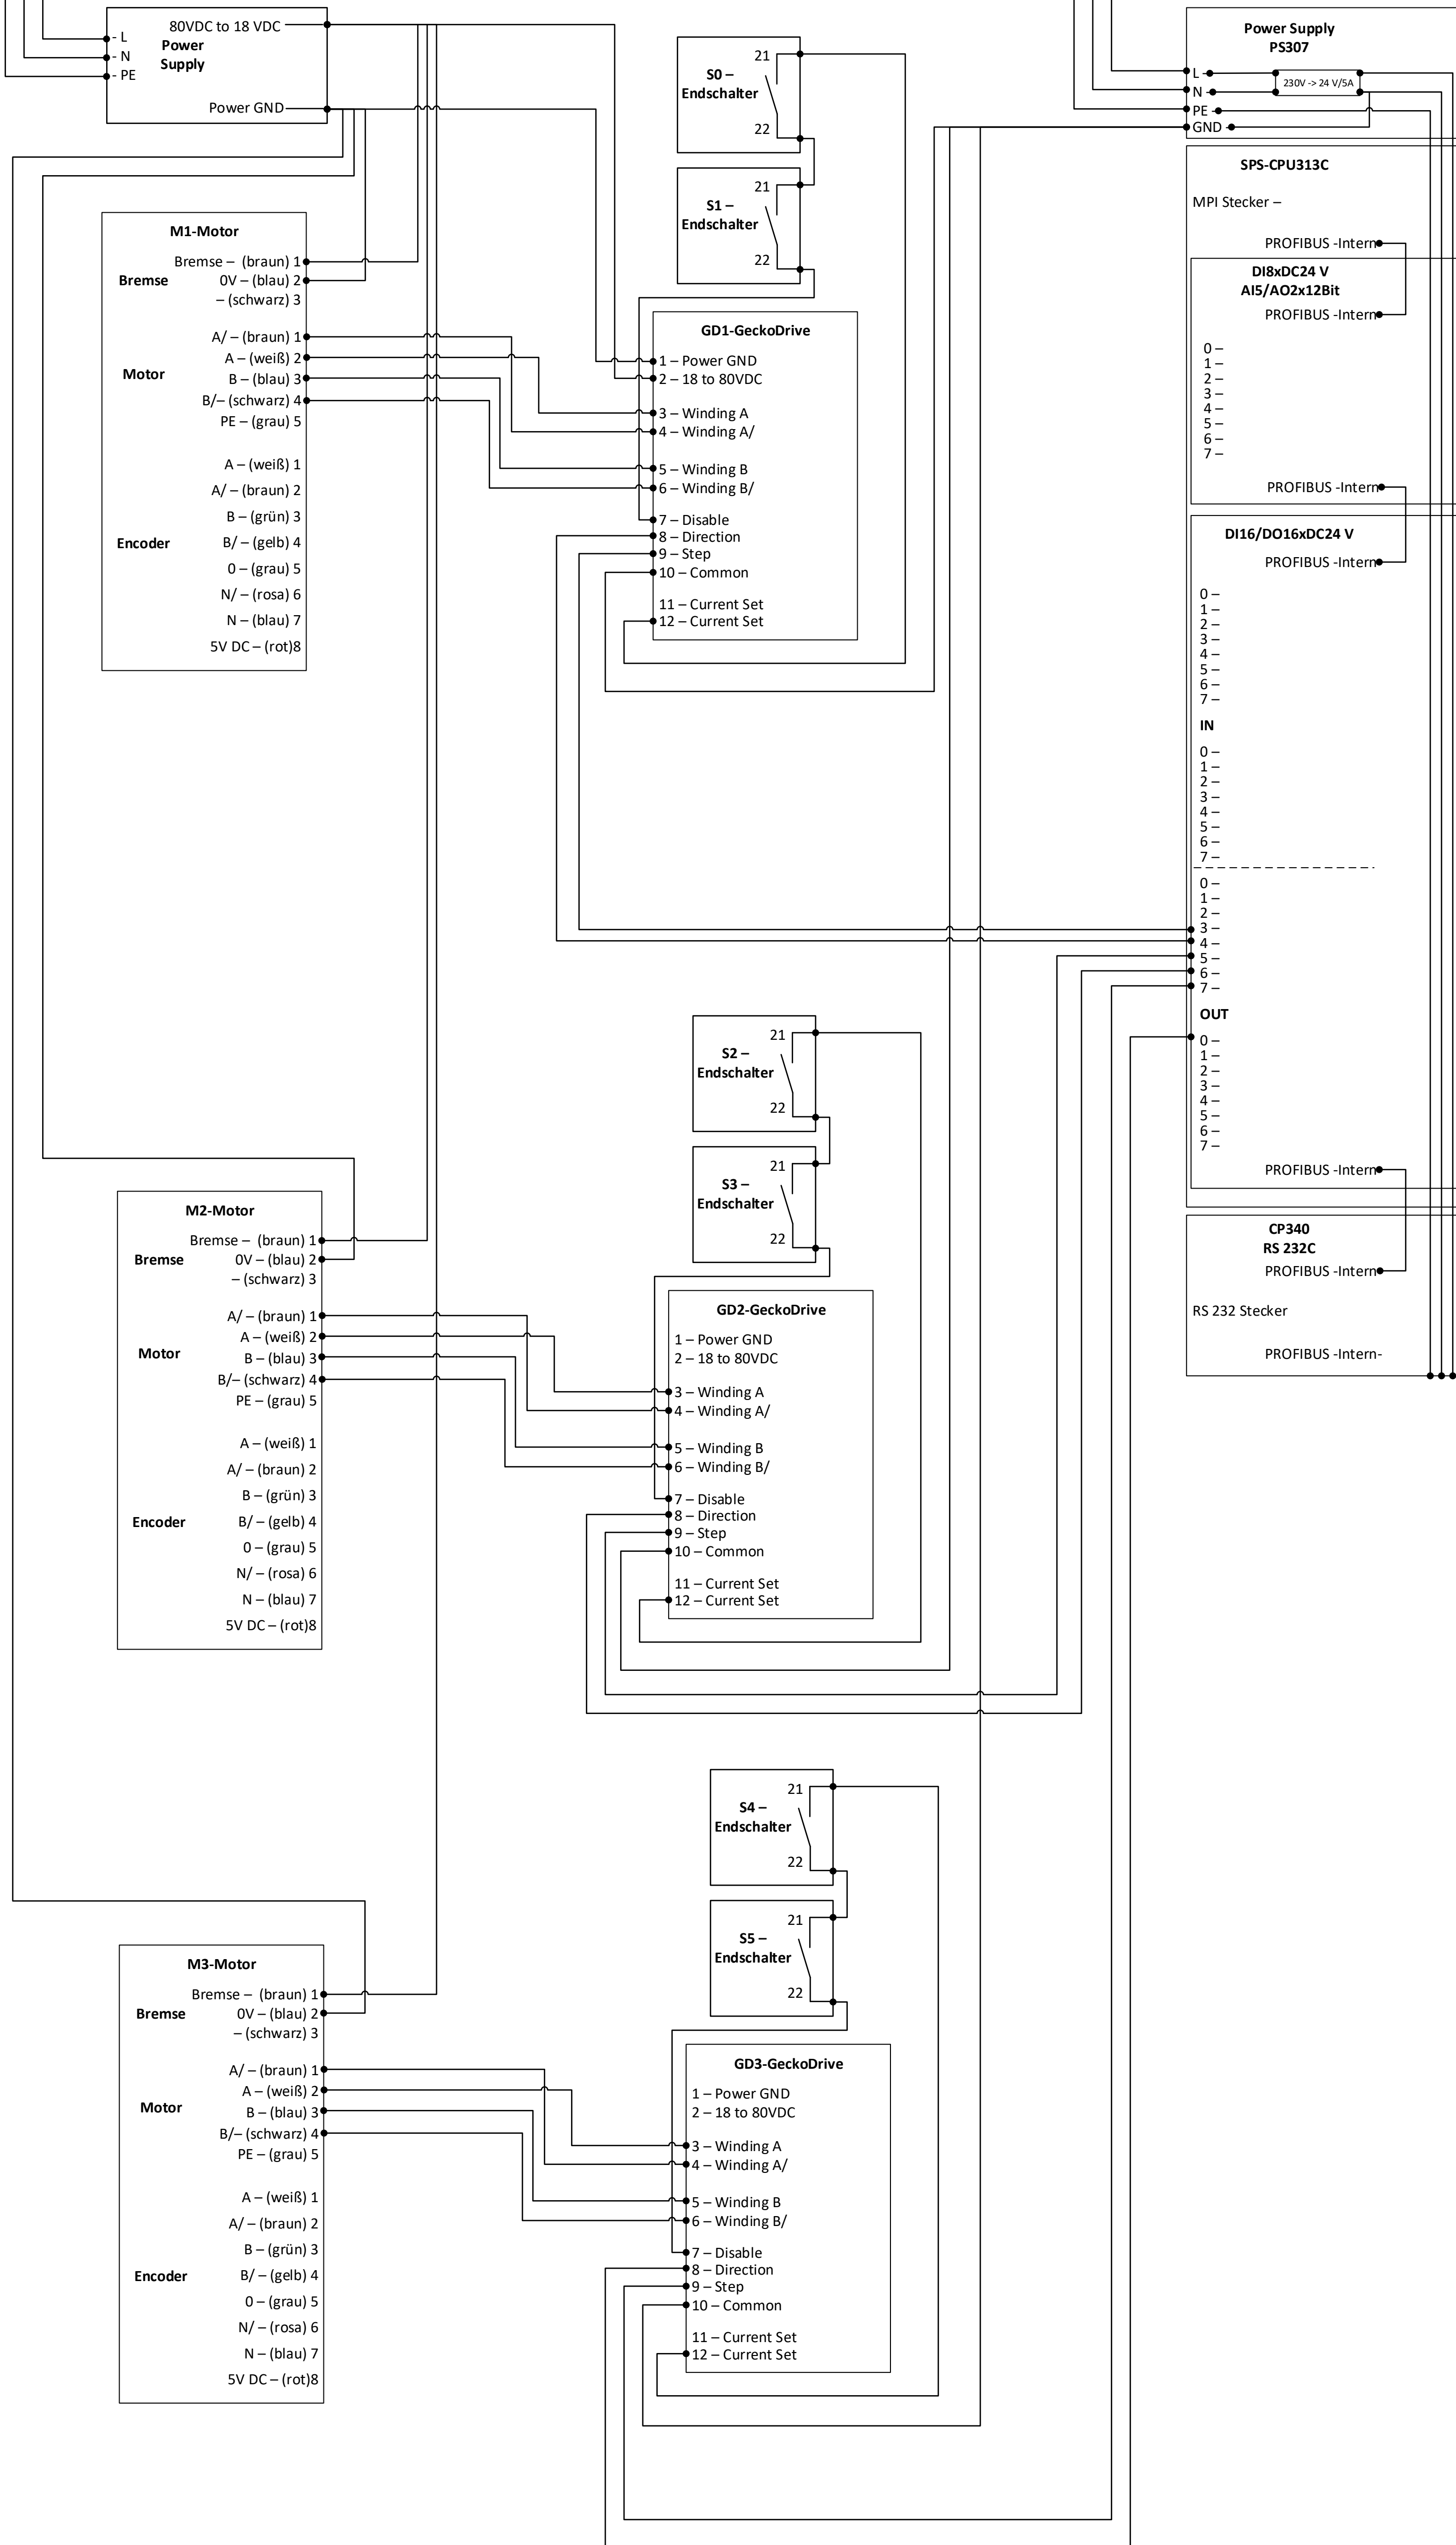 80VDC to 18 VDC
- L
Power
- N
Supply
- PE
Power GND
M1-Motor
Bremse – (braun) 1
Bremse
0V – (blau) 2
– (schwarz) 3
A/ – (braun) 1
A – (weiß) 2
Motor
B – (blau) 3
B/– (schwarz) 4
PE – (grau) 5
A – (weiß) 1
A/ – (braun) 2
B – (grün) 3
Encoder
B/ – (gelb) 4
0 – (grau) 5
N/ – (rosa) 6
N – (blau) 7
5V DC – (rot)8
M2-Motor
Bremse – (braun) 1
Bremse
0V – (blau) 2
– (schwarz) 3
A/ – (braun) 1
A – (weiß) 2
Motor
B – (blau) 3
B/– (schwarz) 4
PE – (grau) 5
A – (weiß) 1
A/ – (braun) 2
B – (grün) 3
Encoder
B/ – (gelb) 4
0 – (grau) 5
N/ – (rosa) 6
N – (blau) 7
5V DC – (rot)8
M3-Motor
Bremse – (braun) 1
Bremse
0V – (blau) 2
– (schwarz) 3
A/ – (braun) 1
A – (weiß) 2
Motor
B – (blau) 3
B/– (schwarz) 4
PE – (grau) 5
A – (weiß) 1
A/ – (braun) 2
B – (grün) 3
Encoder
B/ – (gelb) 4
0 – (grau) 5
N/ – (rosa) 6
N – (blau) 7
5V DC – (rot)8
21
S0 –
Endschalter
22
21
S1 –
Endschalter
22
GD1-GeckoDrive
1 – Power GND
2 – 18 to 80VDC
3 – Winding A
4 – Winding A/
5 – Winding B
6 – Winding B/
7 – Disable
8 – Direction
9 – Step
10 – Common
11 – Current Set
12 – Current Set
21
S2 –
Endschalter
22
21
S3 –
Endschalter
22
GD2-GeckoDrive
1 – Power GND
2 – 18 to 80VDC
3 – Winding A
4 – Winding A/
5 – Winding B
6 – Winding B/
7 – Disable
8 – Direction
9 – Step
10 – Common
11 – Current Set
12 – Current Set
21
S4 –
Endschalter
22
21
S5 –
Endschalter
22
GD3-GeckoDrive
1 – Power GND
2 – 18 to 80VDC
3 – Winding A
4 – Winding A/
5 – Winding B
6 – Winding B/
7 – Disable
8 – Direction
9 – Step
10 – Common
11 – Current Set
12 – Current Set
Power Supply
PS307
L
230V -> 24 V/5A
N
PE
GND
SPS-CPU313C
MPI Stecker –
PROFIBUS -Intern
DI8xDC24 V
AI5/AO2x12Bit
PROFIBUS -Intern
0 –
1 –
2 –
3 –
4 –
5 –
6 –
7 –
PROFIBUS -Intern
DI16/DO16xDC24 V
PROFIBUS -Intern
0 –
1 –
2 –
3 –
4 –
5 –
6 –
7 –
IN
0 –
1 –
2 –
3 –
4 –
5 –
6 –
7 –
0 –
1 –
2 –
3 –
4 –
5 –
6 –
7 –
OUT
0 –
1 –
2 –
3 –
4 –
5 –
6 –
7 –
PROFIBUS -Intern
CP340
RS 232C
PROFIBUS -Intern
RS 232 Stecker
PROFIBUS -Intern-